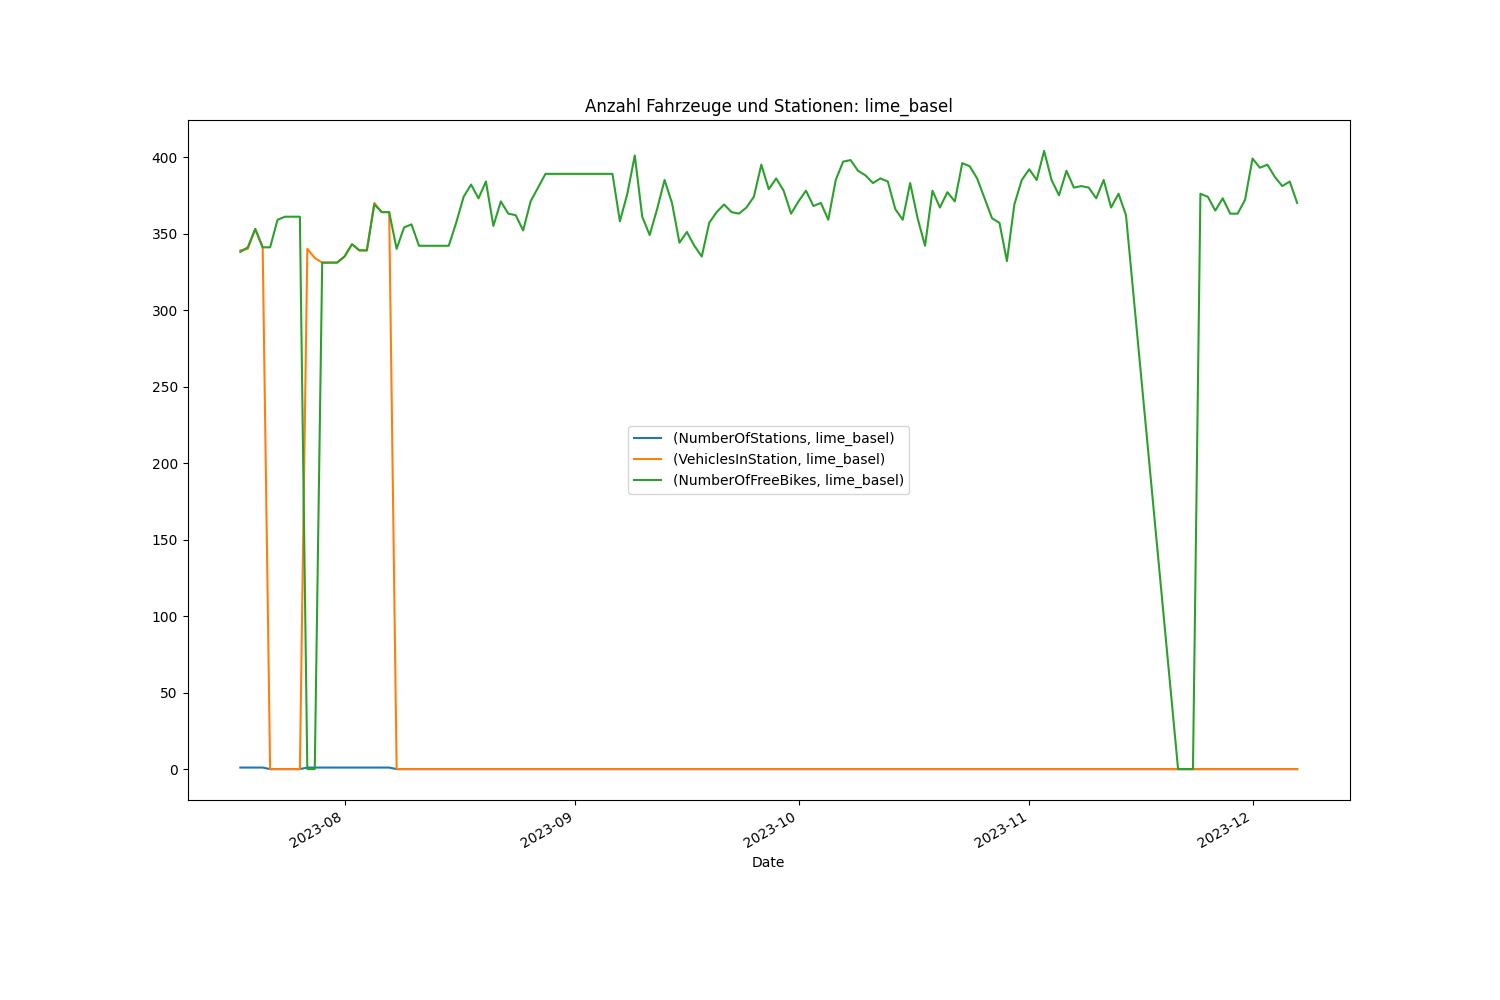 Anzahl Fahrzeuge und Stationen: lime_basel
400
350
300
250
200
150
100
50
0
(NumberOfStations, lime_basel)
(VehiclesInStation, lime_basel)
(NumberOfFreeBikes, lime_basel)
2023-08
2023-09
2023-10
2023-11
2023-12
Date